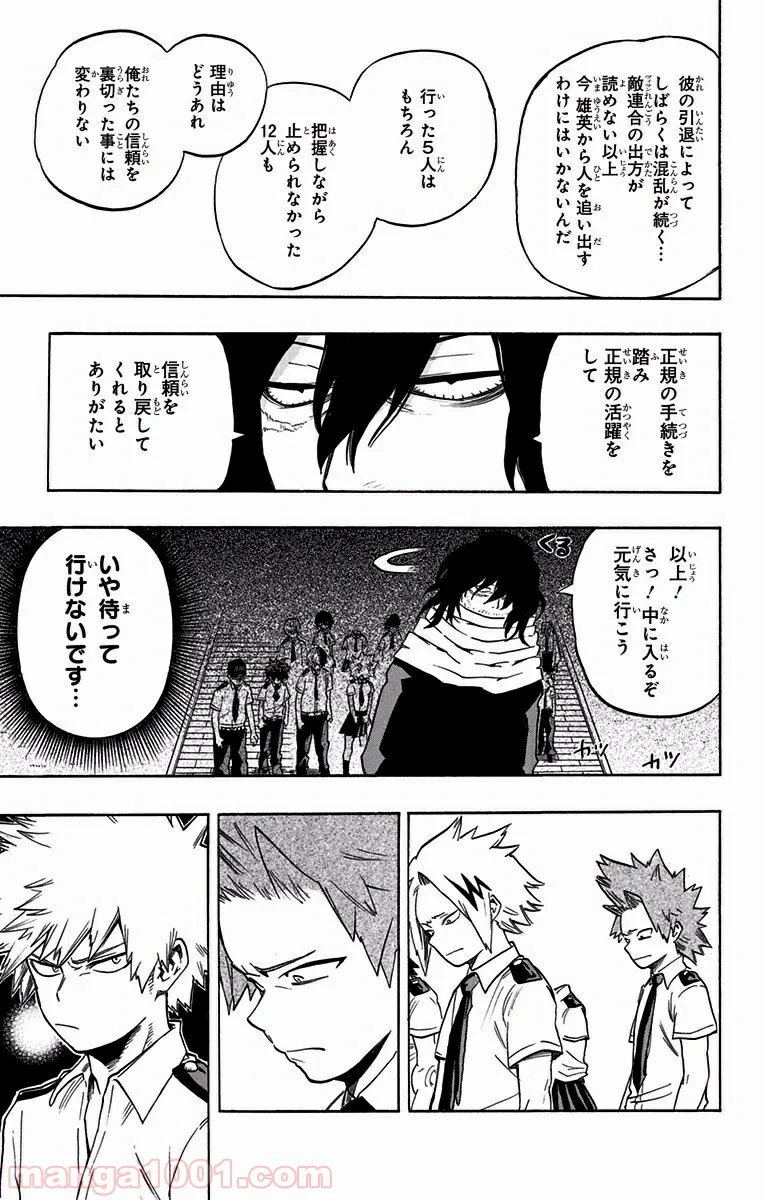 彼の引退によって
しばらくは混乱が続く…
敵連合の出方が
読めない以上
今 雄英から人を追い出す
わけにはいかないんだ
行った5人は
もちろん
把握しながら
止められなかった
12人も
理由は
どうあれ
俺たちの信頼を
裏切った事には
変わりない
正規の手続きを
踏み
正規の活躍を
して
信頼を
取り戻して
くれると
ありがたい
以上！
さっ！中に入るぞ
元気に行こう
くる
カツ
カツ
いや待って
行けないです…
manga1001.com